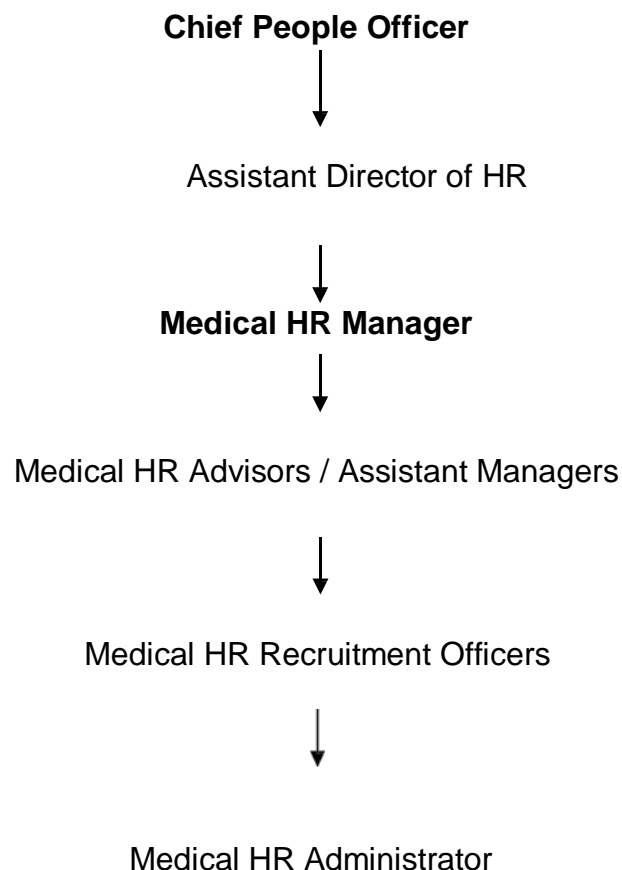 Chief People Officer
Assistant Director of HR
Medical HR Manager
Medical HR Advisors / Assistant Managers
Medical HR Recruitment Officers
Medical HR Administrator